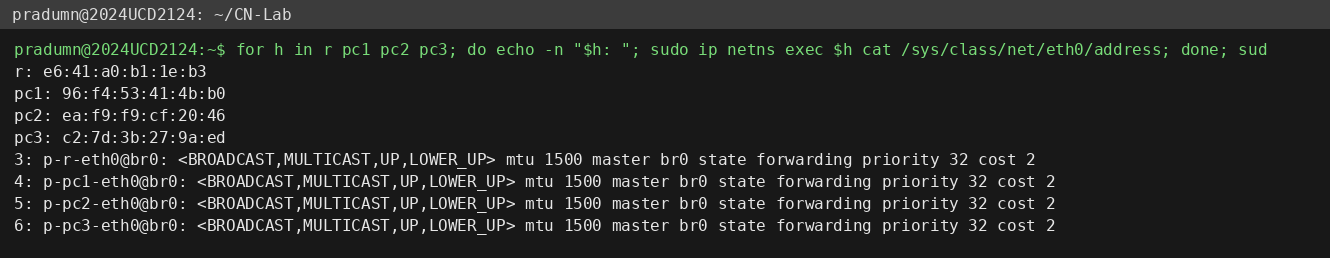 pradumn@2024UCD2124: ~/CN-Lab
pradumn@2024UCD2124:~$ for h in r pc1 pc2 pc3; do echo -n "$h: "; sudo ip netns exec $h cat /sys/class/net/eth0/address; done; sud
r: e6:41:a0:b1:1e:b3
pc1: 96:f4:53:41:4b:b0
pc2: ea:f9:f9:cf:20:46
pc3: c2:7d:3b:27:9a:ed
3: p-r-eth0@br0: <BROADCAST,MULTICAST,UP,LOWER_UP> mtu 1500 master br0 state forwarding priority 32 cost 2
4: p-pc1-eth0@br0: <BROADCAST,MULTICAST,UP,LOWER_UP> mtu 1500 master br0 state forwarding priority 32 cost 2
5: p-pc2-eth0@br0: <BROADCAST,MULTICAST,UP,LOWER_UP> mtu 1500 master br0 state forwarding priority 32 cost 2
6: p-pc3-eth0@br0: <BROADCAST,MULTICAST,UP,LOWER_UP> mtu 1500 master br0 state forwarding priority 32 cost 2